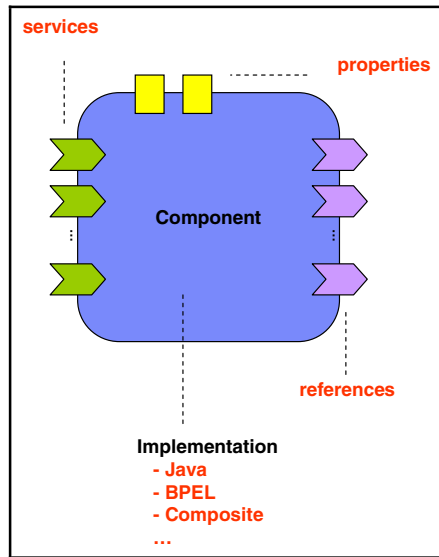 services
properties
...
Component
...
references
Implementation
- Java
- BPEL
- Composite
...